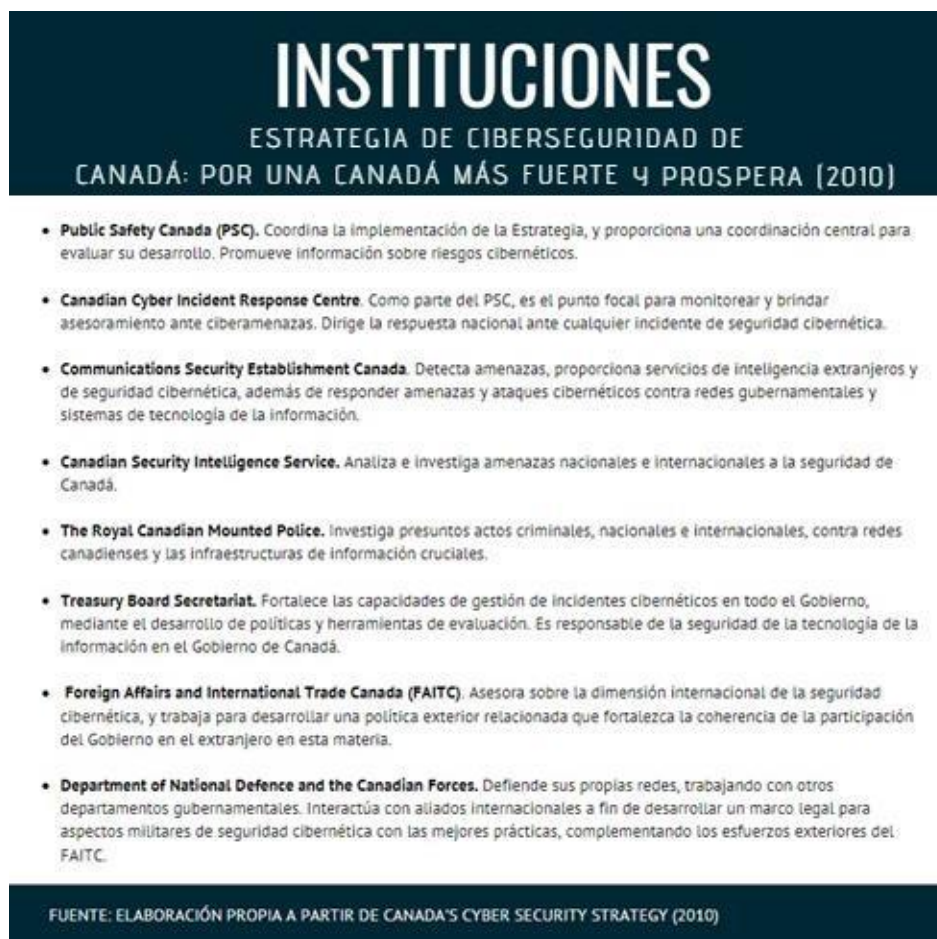 INSTITUCIONES
ESTRATEGIA DE CIBERSEGURIDAD DE
CANADÁ: POR UNA CANADÁ MÁS FUERTE Y PROSPERA (2010)
• Public Safety Canada (PSC). Coordina la implementación de la Estrategia, y proporciona una coordinación central para
evaluar su desarrollo. Promueve información sobre riesgos cibernéticos.
• Canadian Cyber Incident Response Centre. Como parte del PSC, es el punto focal para monitorear y brindar
asesoramiento ante ciberamenazas. Dirige la respuesta nacional ante cualquier incidente de seguridad cibernética.
• Communications Security Establishment Canada. Detecta amenazas, proporciona servicios de inteligencia extranjeros y
de seguridad cibernética, además de responder amenazas y ataques cibernéticos contra redes gubernamentales y
sistemas de tecnología de la información.
• Canadian Security Intelligence Service. Analiza e investiga amenazas nacionales e internacionales a la seguridad de
Canadá.
• The Royal Canadian Mounted Police. Investiga presuntos actos criminales, nacionales e internacionales, contra redes
canadienses y las infraestructuras de información cruciales.
• Treasury Board Secretariat. Fortalece las capacidades de gestión de incidentes cibernéticos en todo el Gobierno,
mediante el desarrollo de políticas y herramientas de evaluación. Es responsable de la seguridad de la tecnología de la
información en el Gobierno de Canadá.
• Foreign Affairs and International Trade Canada (FAITC). Asesora sobre la dimensión internacional de la seguridad
cibernética, y trabaja para desarrollar una política exterior relacionada que fortalezca la coherencia de la participación
del Gobierno en el extranjero en esta materia.
• Department of National Defence and the Canadian Forces. Defiende sus propias redes, trabajando con otros
departamentos gubernamentales. Interactúa con aliados internacionales a fin de desarrollar un marco legal para
aspectos militares de seguridad cibernética con las mejores prácticas, complementando los esfuerzos exteriores del
FAITC.
FUENTE: ELABORACIÓN PROPIA A PARTIR DE CANADA'S CYBER SECURITY STRATEGY (2010)